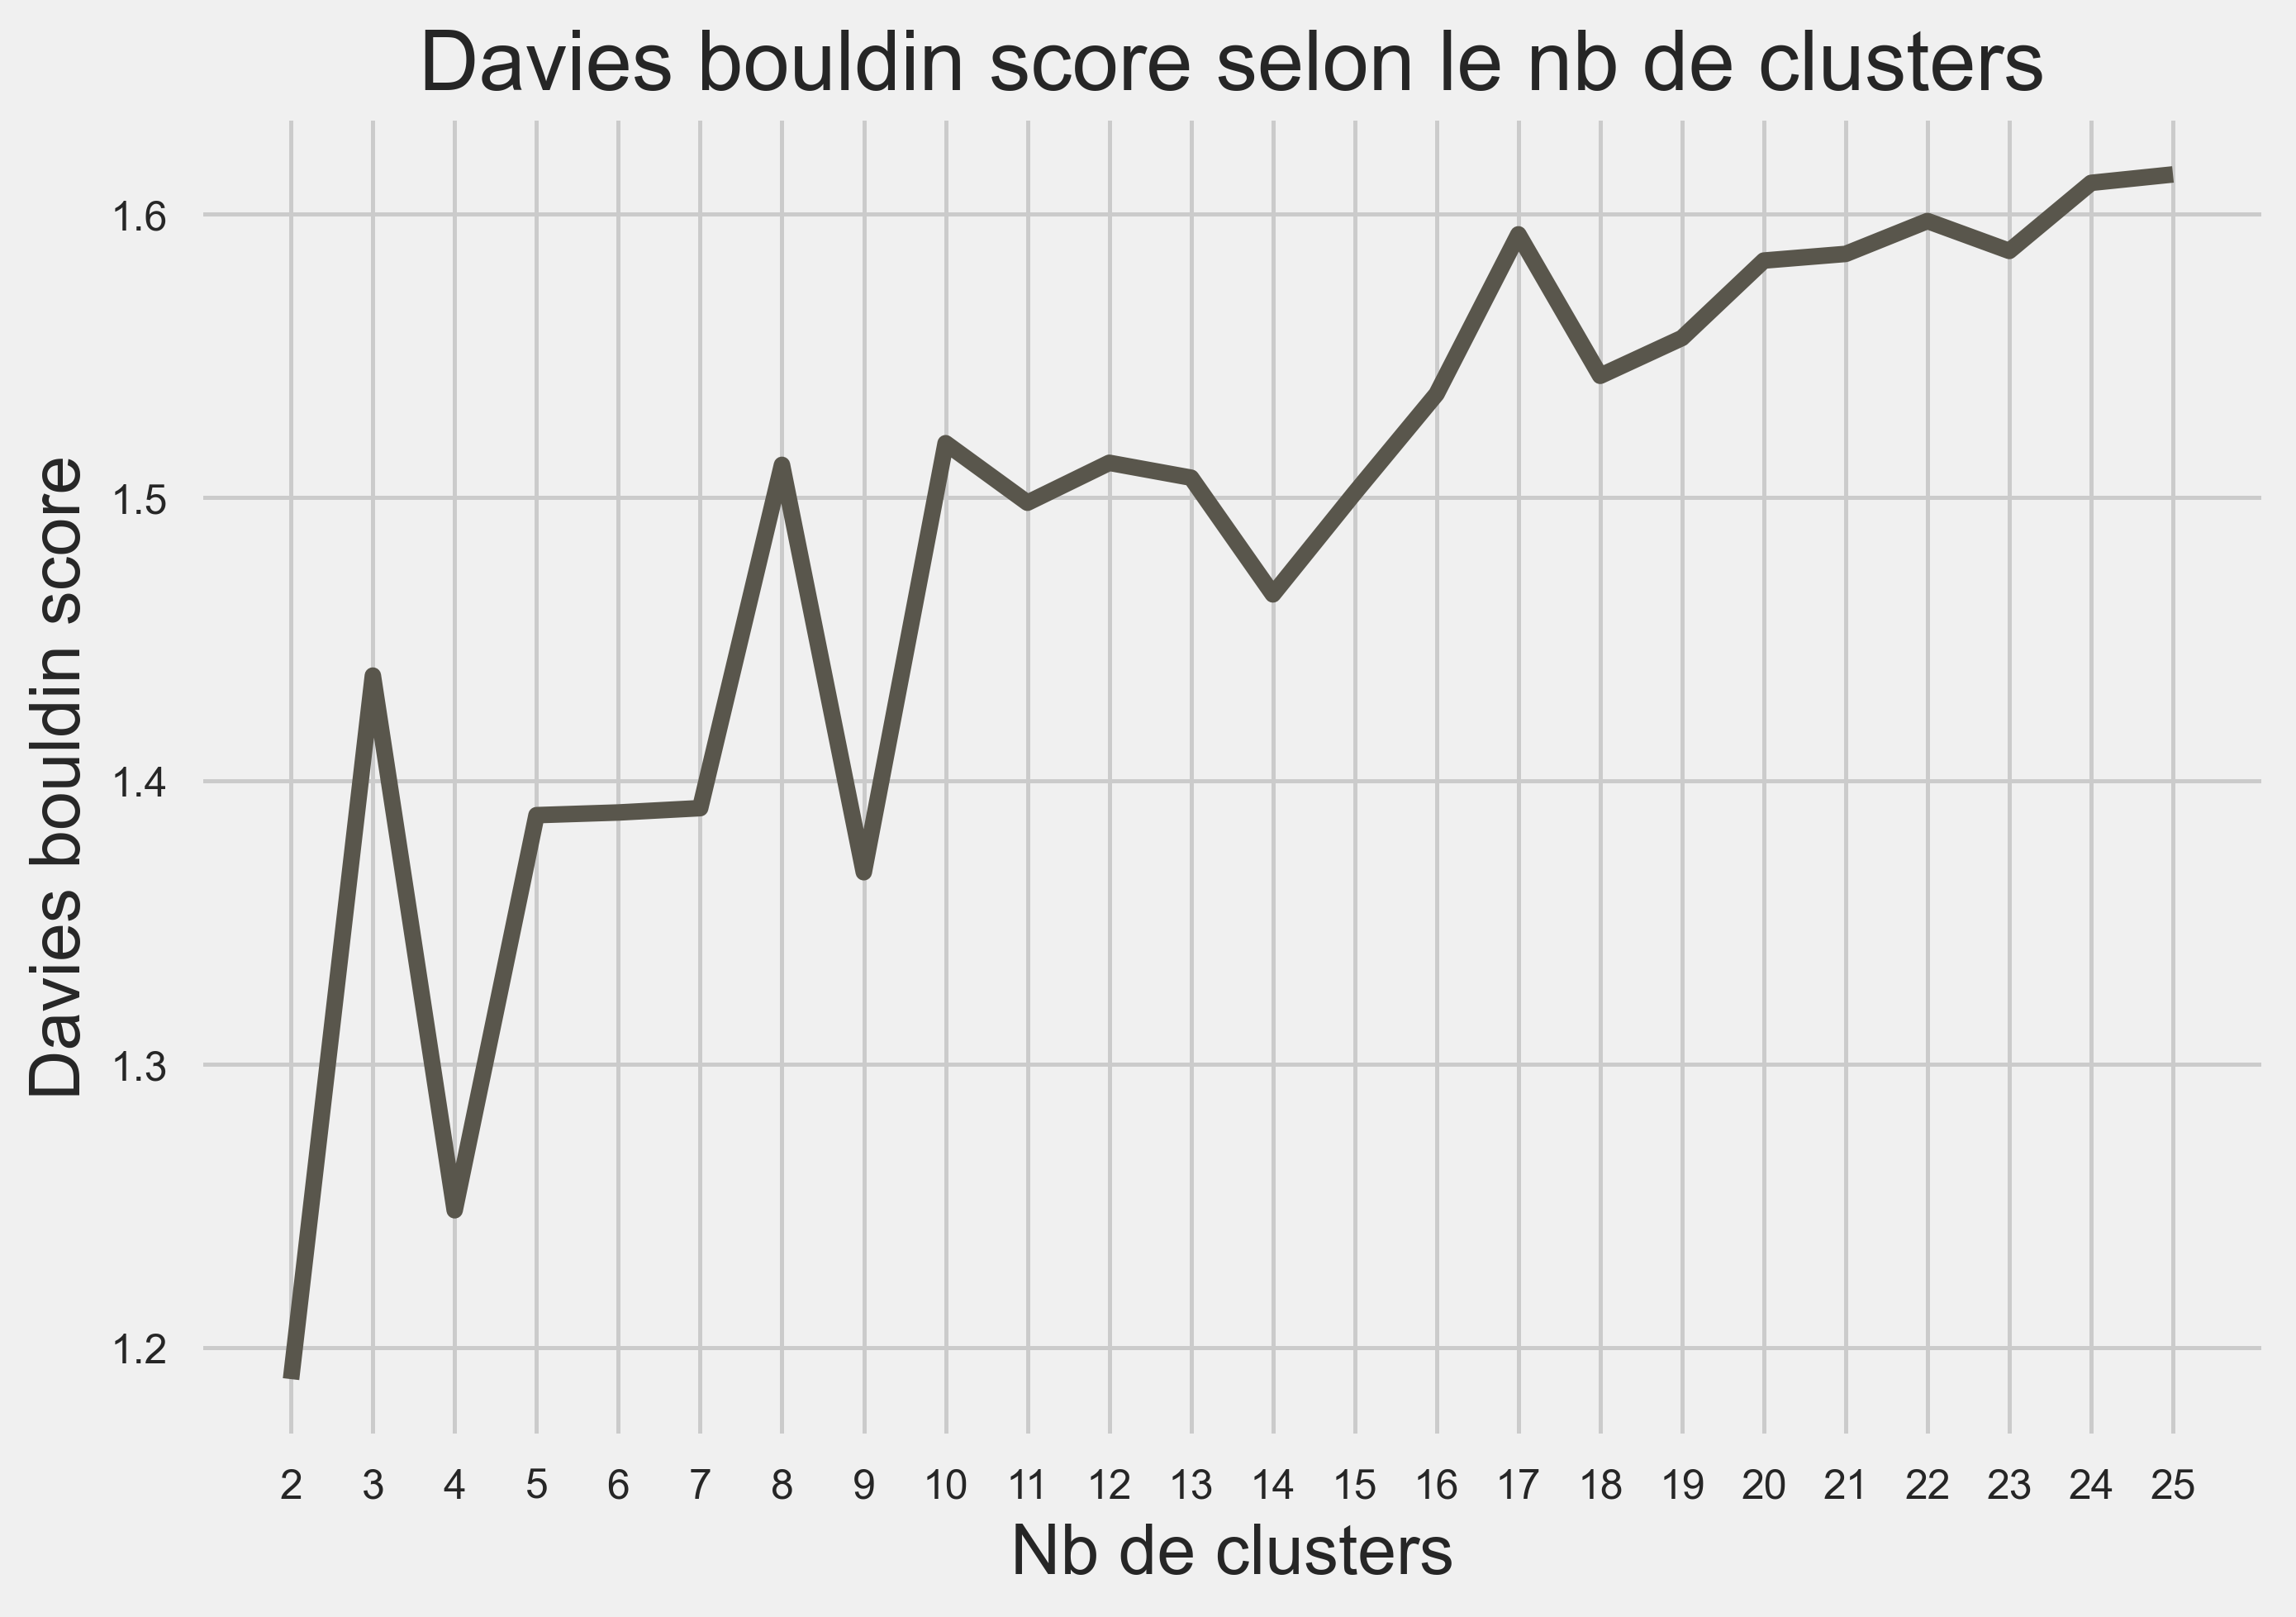 Davies bouldin score selon le nb de clusters
Davies bouldin score
1.6
1.5
1.4
1.3
1.2
2 3 4 5 6 7 8 9 10 11 12 13 14 15 16 17 18 19 20 21 22 23 24 25
Nb de clusters